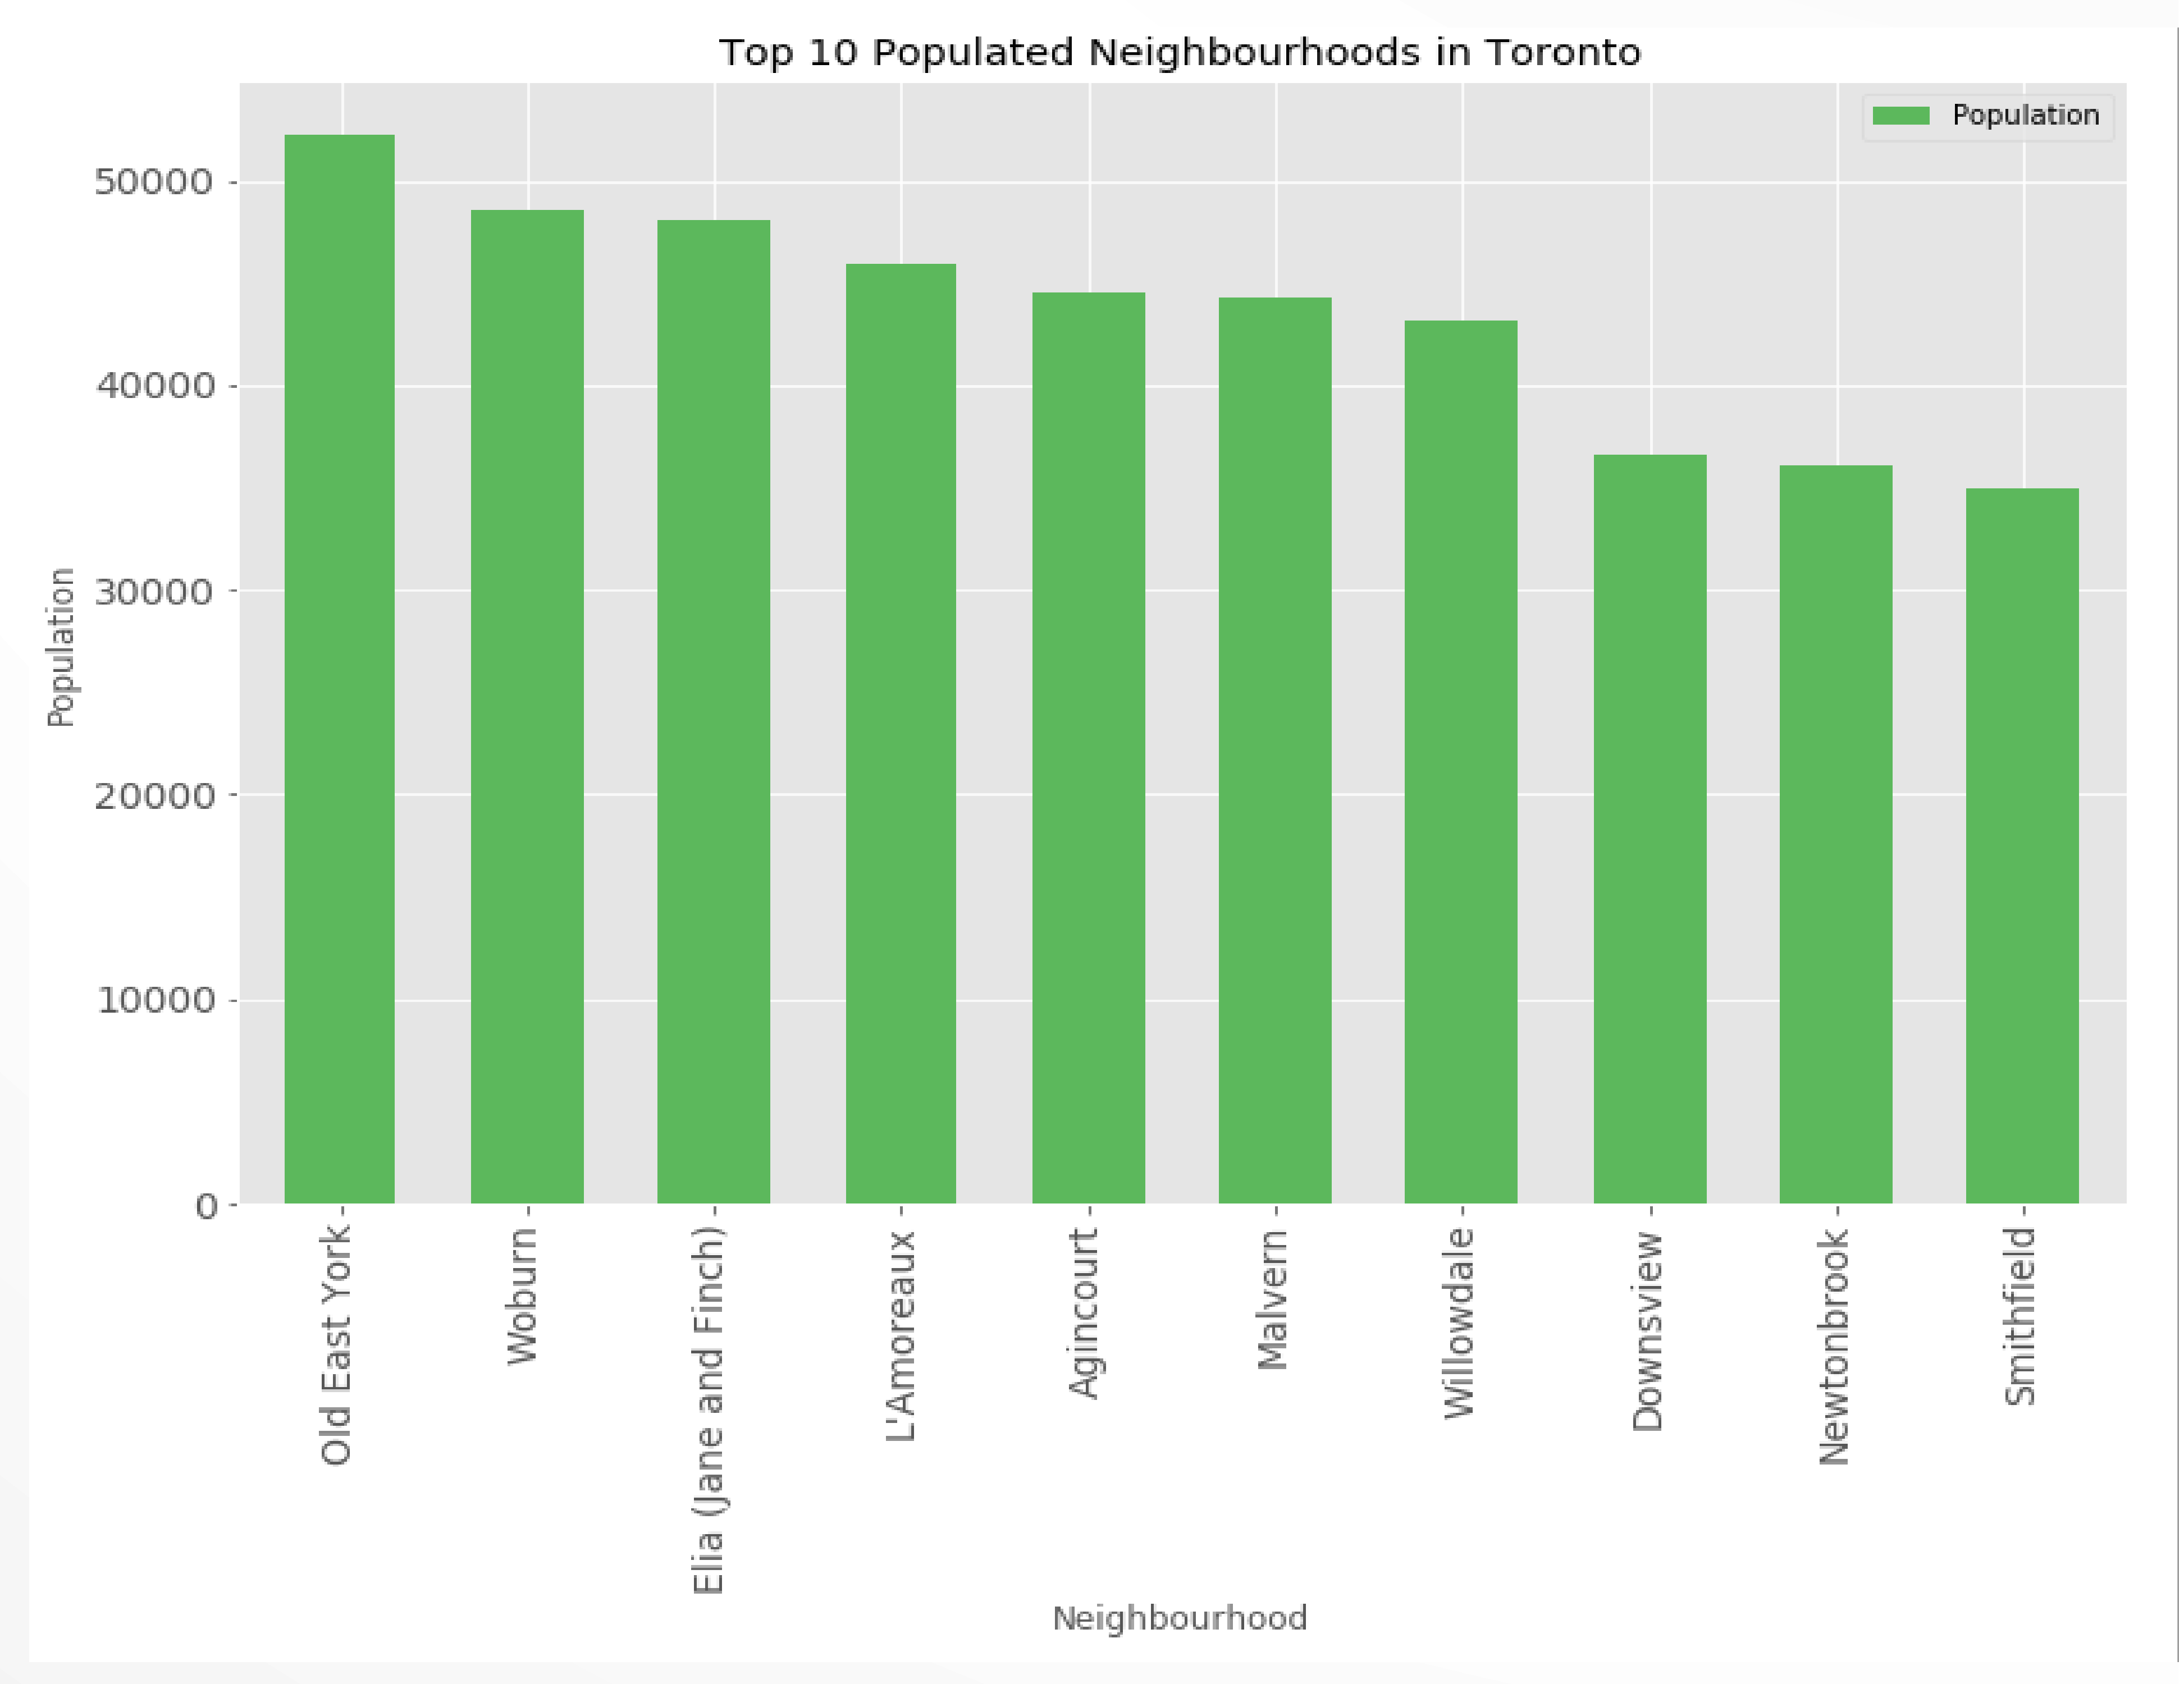 Top 10 Populated Neighbourhoods in Toronto
Population
50000
40000
30000
20000
10000
0
Population
Old East York
Woburn
Elia (Jane and Finch)
L'Amoreaux
Agincourt
Malvern
Willowdale
Downsview
Newtonbrook
Smithfield
Neighbourhood